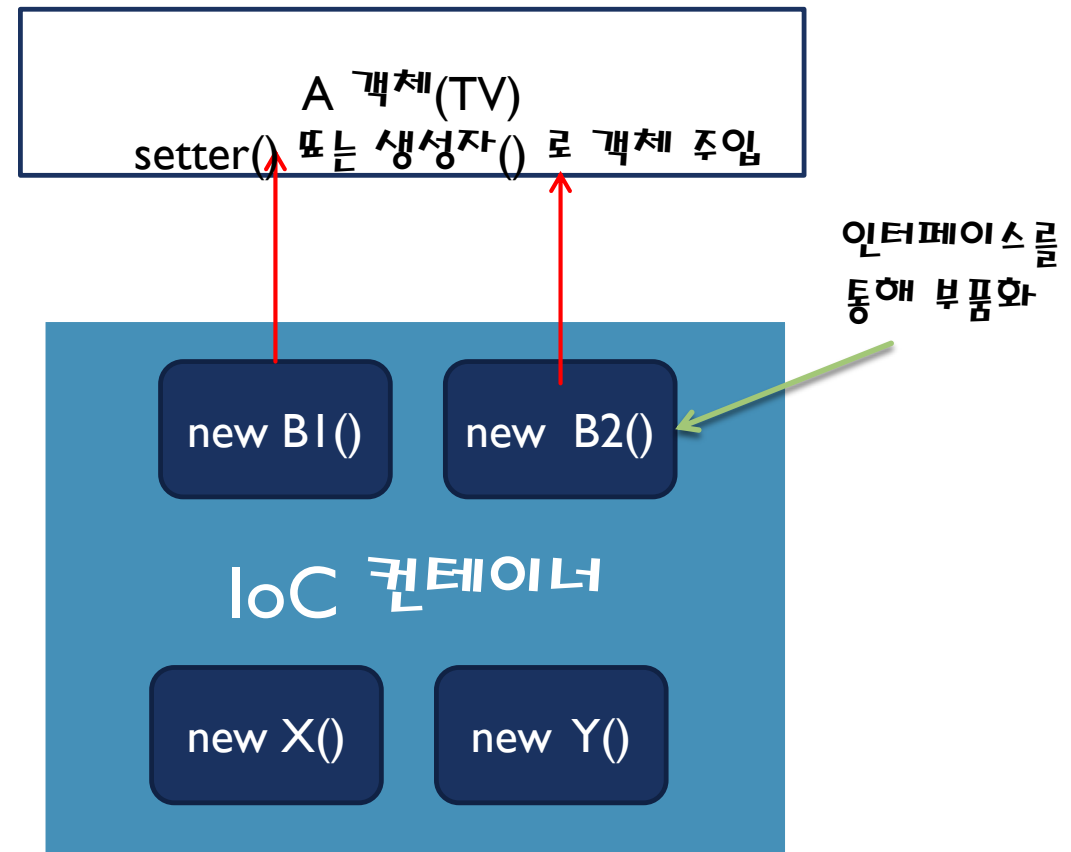 A 객체(TV)
setter() 또는 생성자() 로 객체 주입
인터페이스를
통해 부품화
new B1()
new B2()
IoC 컨테이너
new X()
new Y()